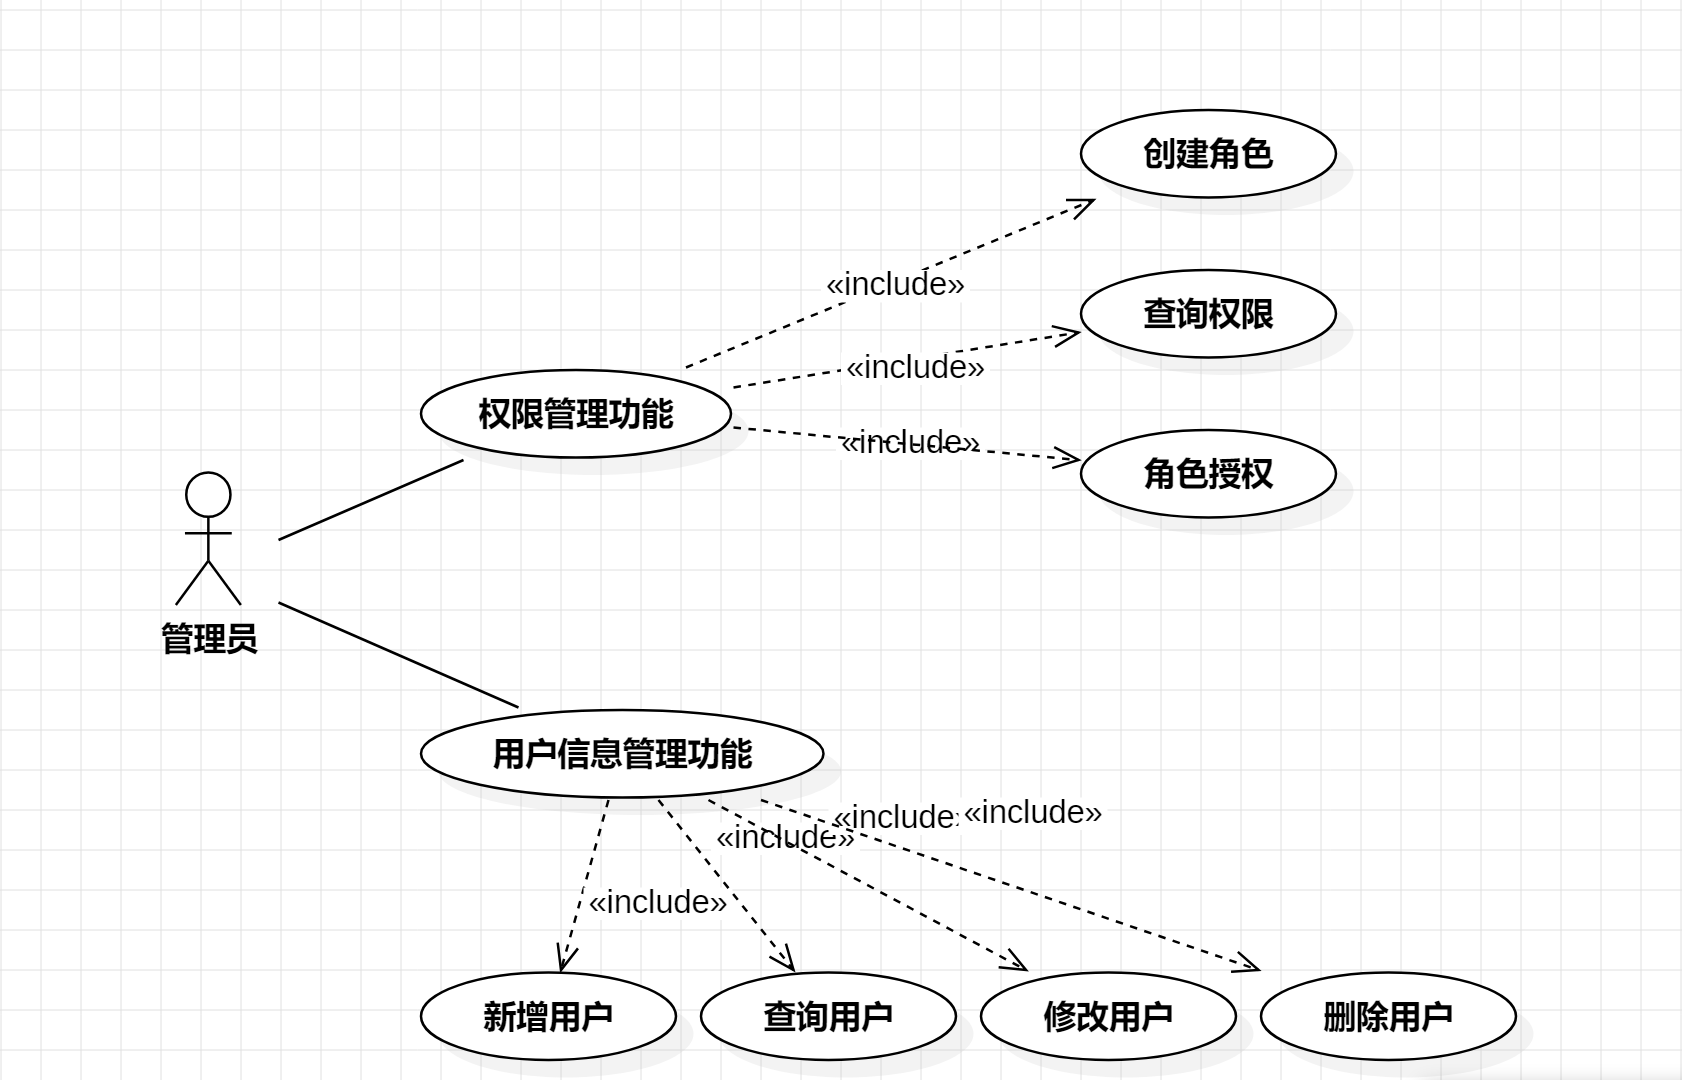 创建角色
«include»
查询权限
«include»
权限管理功能
«include»
角色授权
管理员
用户信息管理功能
«include»
«include»
«include»
«include»
新增用户
查询用户
修改用户
删除用户